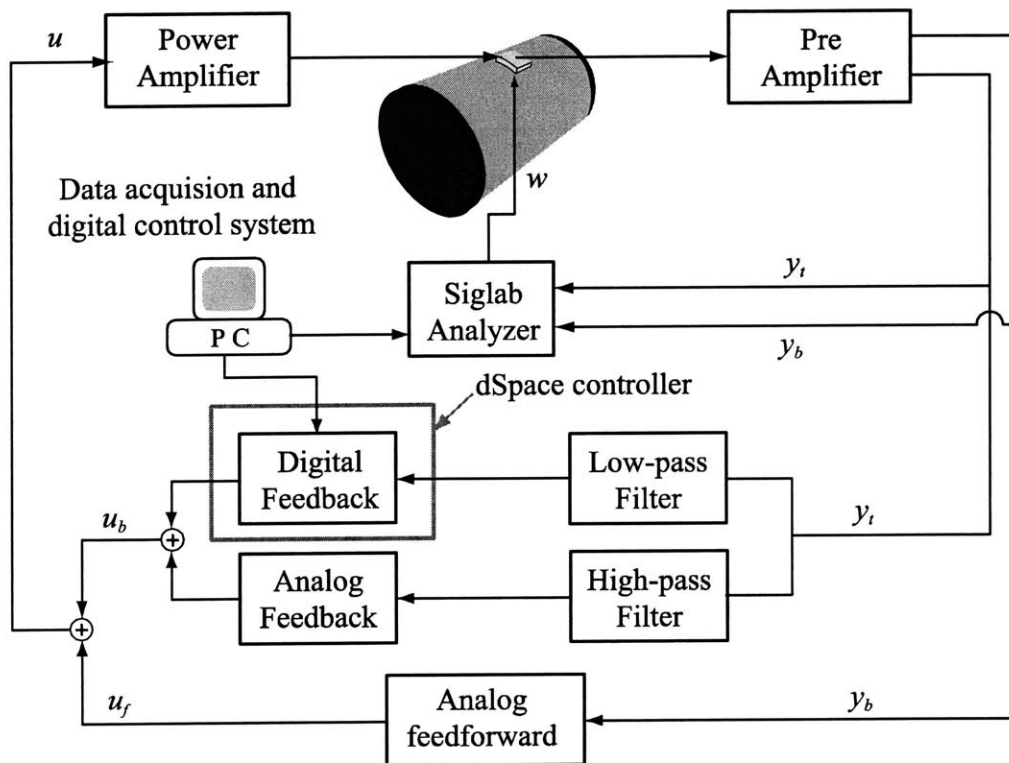 u
Power
Amplifier
Pre
Amplifier
w
Data acquision and
digital control system
P C
Siglab
Analyzer
y_t
y_b
dSpace controller
Digital
Feedback
Low-pass
Filter
u_b
y_t
Analog
Feedback
High-pass
Filter
+
+
u_f
Analog
feedforward
y_b